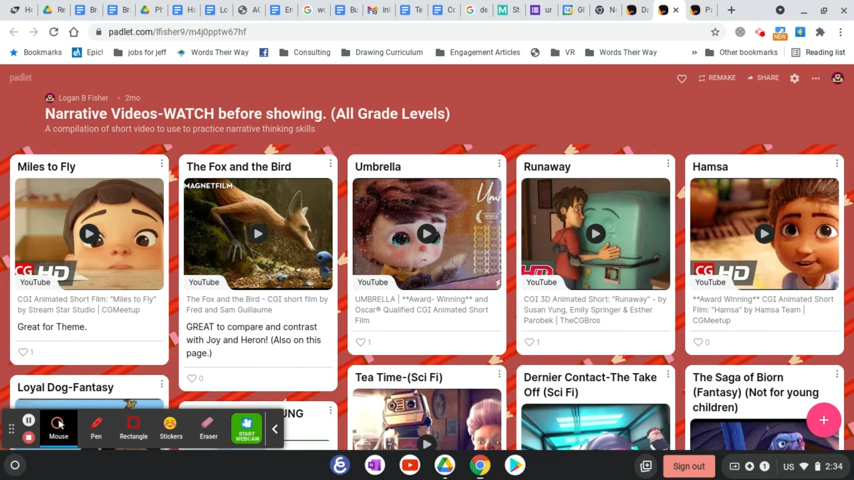 padlet.com/lfisher9/m4j0pptw67hf
Bookmarks Epic! jobs for jeff Words Their Way Consulting Drawing Curriculum Engagement Articles VR Words Their Way » Other bookmarks Reading list
padlet REMAKE SHARE
Logan B Fisher • 2mo
Narrative Videos-WATCH before showing. (All Grade Levels)
A compilation of short video to use to practice narrative thinking skills
Miles to Fly
CG HD
YouTube
CGI Animated Short Film: "Miles to Fly"
by Stream Star Studio | CGMeetup
Great for Theme.
1
The Fox and the Bird
MAGNETFILM
YouTube
The Fox and the Bird - CGI short film by
Fred and Sam Guillaume
GREAT to compare and contrast
with Joy and Heron! (Also on this
page.)
0
Umbrella
YouTube
UMBRELLA | **Award- Winning** and
Oscar® Qualified CGI Animated Short
Film
1
Runaway
HD
YouTube
CGI 3D Animated Short: "Runaway" - by
Susan Yung, Emily Springer & Esther
Parobek | TheCGBros
1
Hamsa
CG HD
YouTube
**Award Winning** CGI Animated Short
Film: "Hamsa" by Hamsa Team |
CGMeetup
0
Loyal Dog-Fantasy
Tea Time-(Sci Fi)
Dernier Contact-The Take
Off (Sci Fi)
The Saga of Biorn
(Fantasy) (Not for young
children)
Mouse Pen Rectangle Stickers Eraser START
WEBCAM
Sign out 1 US 2:34